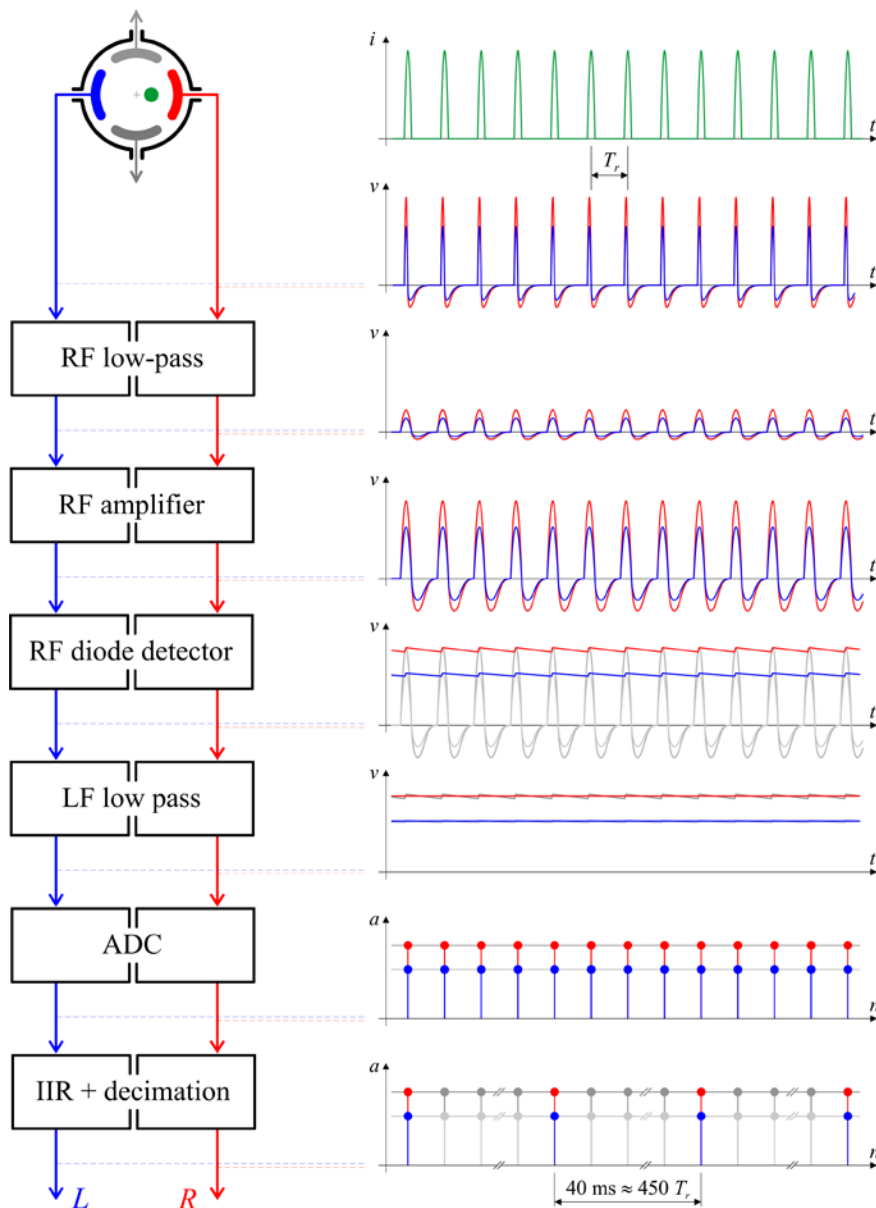 i
t
T_r
v
t
RF low-pass
v
t
RF amplifier
v
t
RF diode detector
v
t
LF low pass
v
t
ADC
a
n
IIR + decimation
a
n
40 ms ≈ 450 T_r
L
R